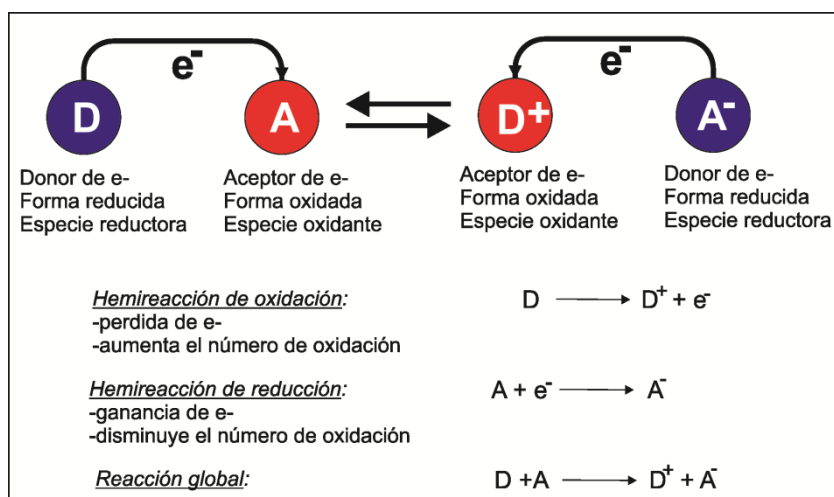 e-
e-
D
A
D+
A-
Donor de e-
Forma reducida
Especie reductora
Aceptor de e-
Forma oxidada
Especie oxidante
Aceptor de e-
Forma oxidada
Especie oxidante
Donor de e-
Forma reducida
Especie reductora
Hemireacción de oxidación:
-perdida de e-
-aumenta el número de oxidación
D ⟶ D+ + e-
Hemireacción de reducción:
-ganancia de e-
-disminuye el número de oxidación
A + e- ⟶ A-
Reacción global:
D +A ⟶ D+ + A-